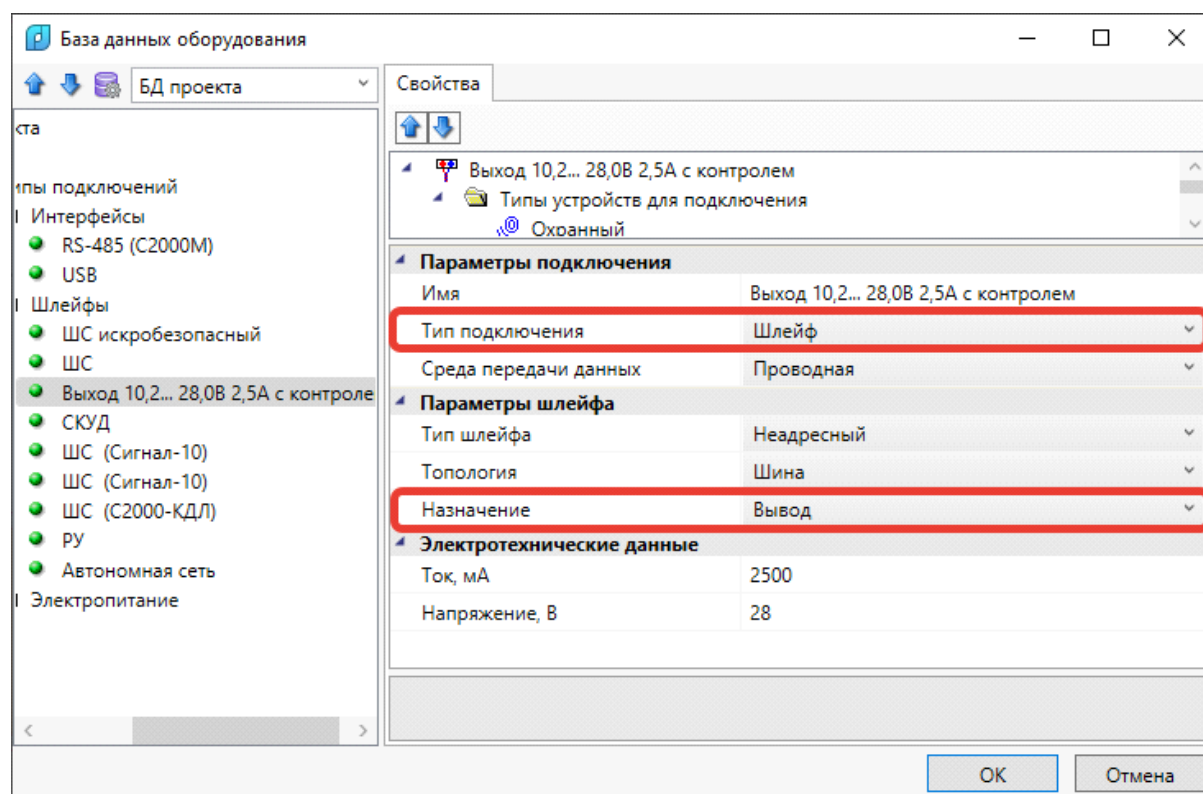 База данных оборудования
БД проекта
кта
ипы подключений
Интерфейсы
RS-485 (С2000М)
USB
Шлейфы
ШС искробезопасный
ШС
Выход 10,2... 28,0В 2,5А с контроле
СКУД
ШС (Сигнал-10)
ШС (Сигнал-10)
ШС (С2000-КДЛ)
РУ
Автономная сеть
Электропитание
Свойства
Выход 10,2... 28,0В 2,5А с контролем
Типы устройств для подключения
Охранный
Параметры подключения
Имя Выход 10,2... 28,0В 2,5А с контролем
Тип подключения Шлейф
Среда передачи данных Проводная
Параметры шлейфа
Тип шлейфа Неадресный
Топология Шина
Назначение Вывод
Электротехнические данные
Ток, мА 2500
Напряжение, В 28
ОК Отмена